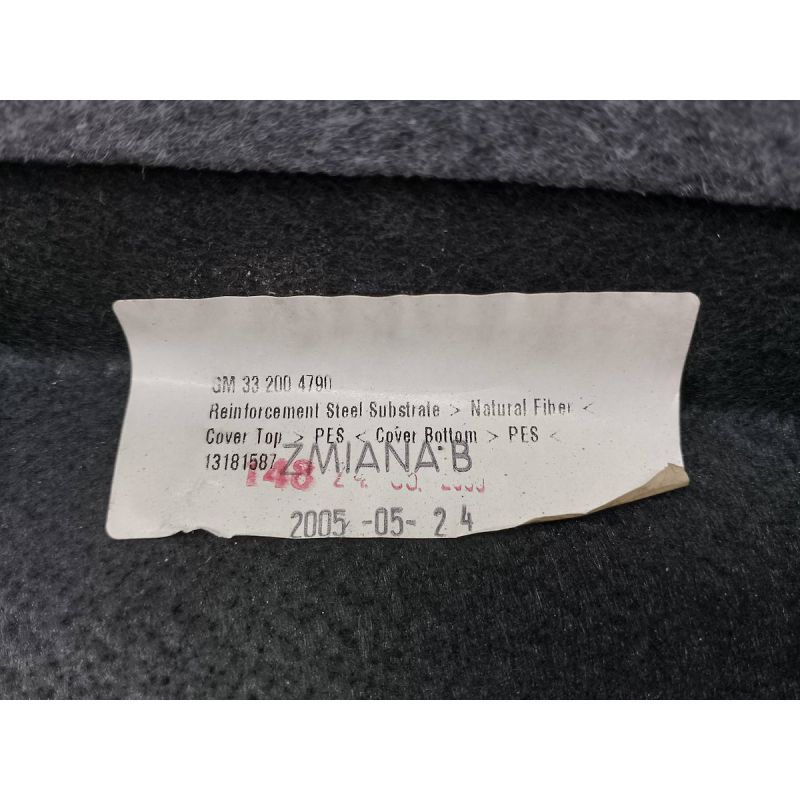 GM 33 200 4790
Reinforcement Steel Substrate > Natural Fiber <
Cover Top > PES < Cover Bottom > PES <
13181587 ZMIANA B
148
2005 -05- 24